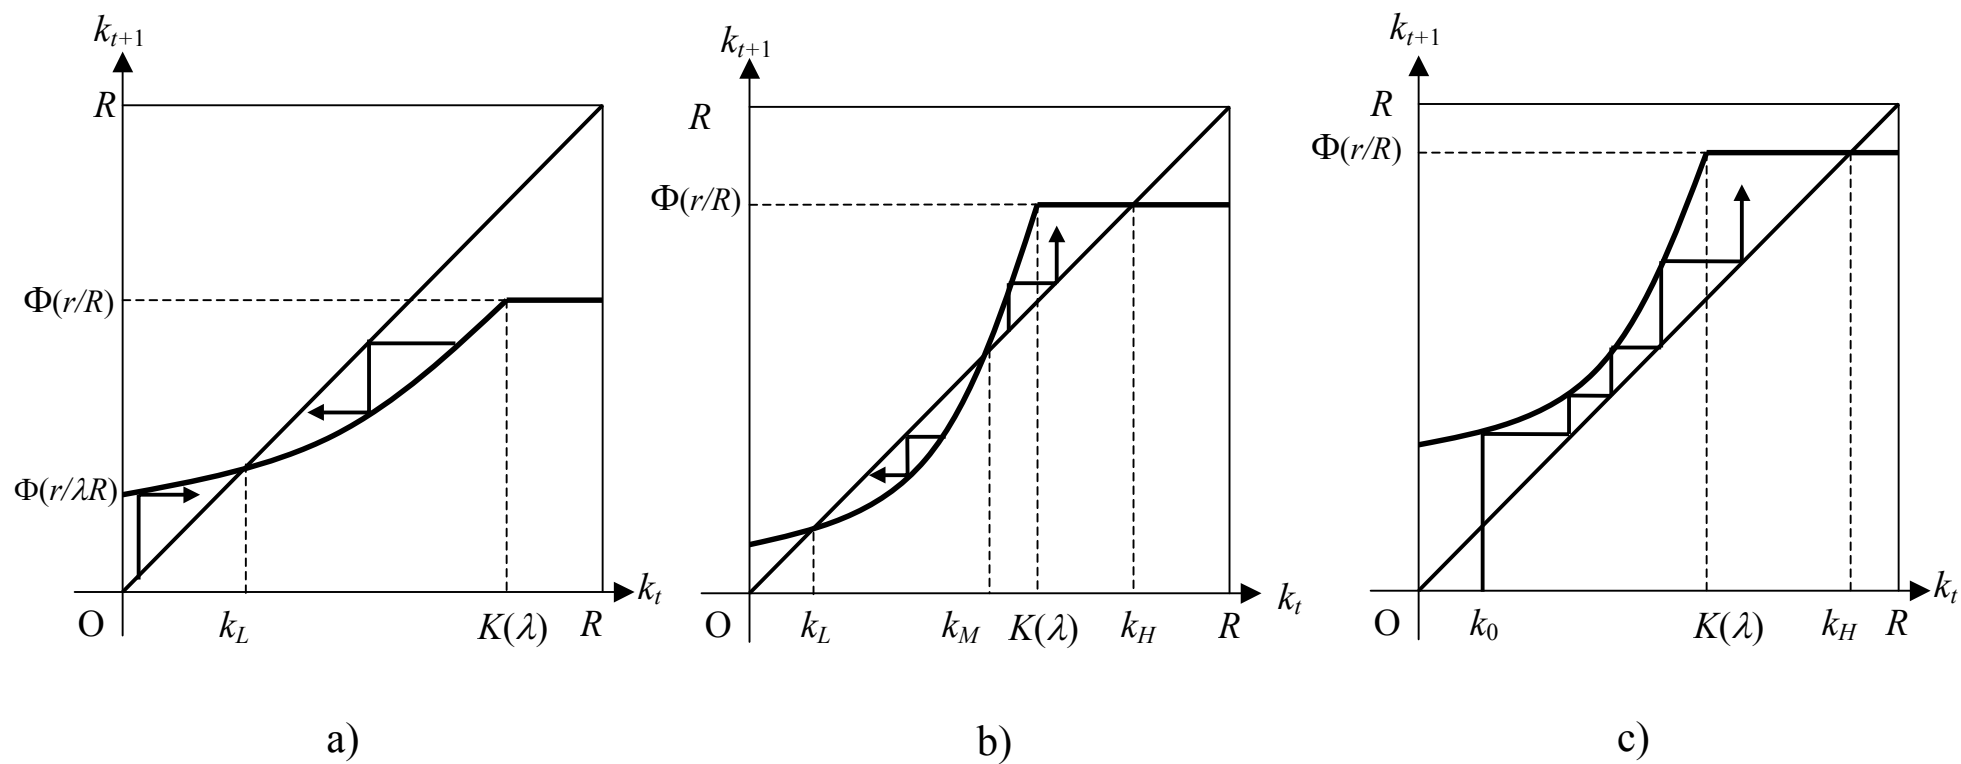 k_{t+1}
R
Φ(r/R)
Φ(r/λR)
O
k_L
K(λ)
R
k_t
a)
k_{t+1}
R
Φ(r/R)
O
k_L
k_M
K(λ)
k_H
R
k_t
b)
k_{t+1}
R
Φ(r/R)
O
k_0
K(λ)
k_H
R
k_t
c)